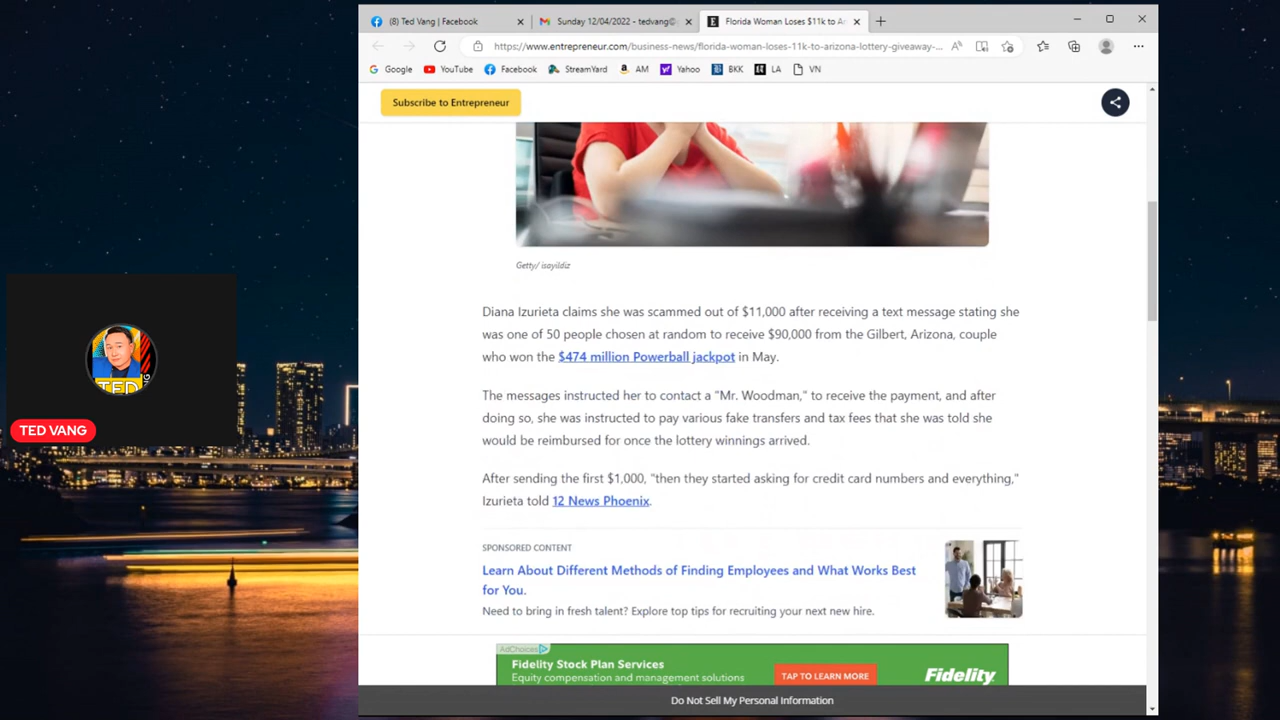 (8) Ted Vang | Facebook
Sunday 12/04/2022 - tedvang@
Florida Woman Loses $11k to Ar
https://www.entrepreneur.com/business-news/florida-woman-loses-11k-to-arizona-lottery-giveaway-...
Google YouTube Facebook StreamYard AM Yahoo BKK LA VN
Subscribe to Entrepreneur
Getty/ isayildiz
Diana Izurieta claims she was scammed out of $11,000 after receiving a text message stating she
was one of 50 people chosen at random to receive $90,000 from the Gilbert, Arizona, couple
who won the $474 million Powerball jackpot in May.
The messages instructed her to contact a "Mr. Woodman," to receive the payment, and after
doing so, she was instructed to pay various fake transfers and tax fees that she was told she
would be reimbursed for once the lottery winnings arrived.
After sending the first $1,000, "then they started asking for credit card numbers and everything,"
Izurieta told 12 News Phoenix.
SPONSORED CONTENT
Learn About Different Methods of Finding Employees and What Works Best
for You.
Need to bring in fresh talent? Explore top tips for recruiting your next new hire.
AdChoices
Fidelity Stock Plan Services
Equity compensation and management solutions
TAP TO LEARN MORE
Fidelity
Do Not Sell My Personal Information
TED
TED VANG